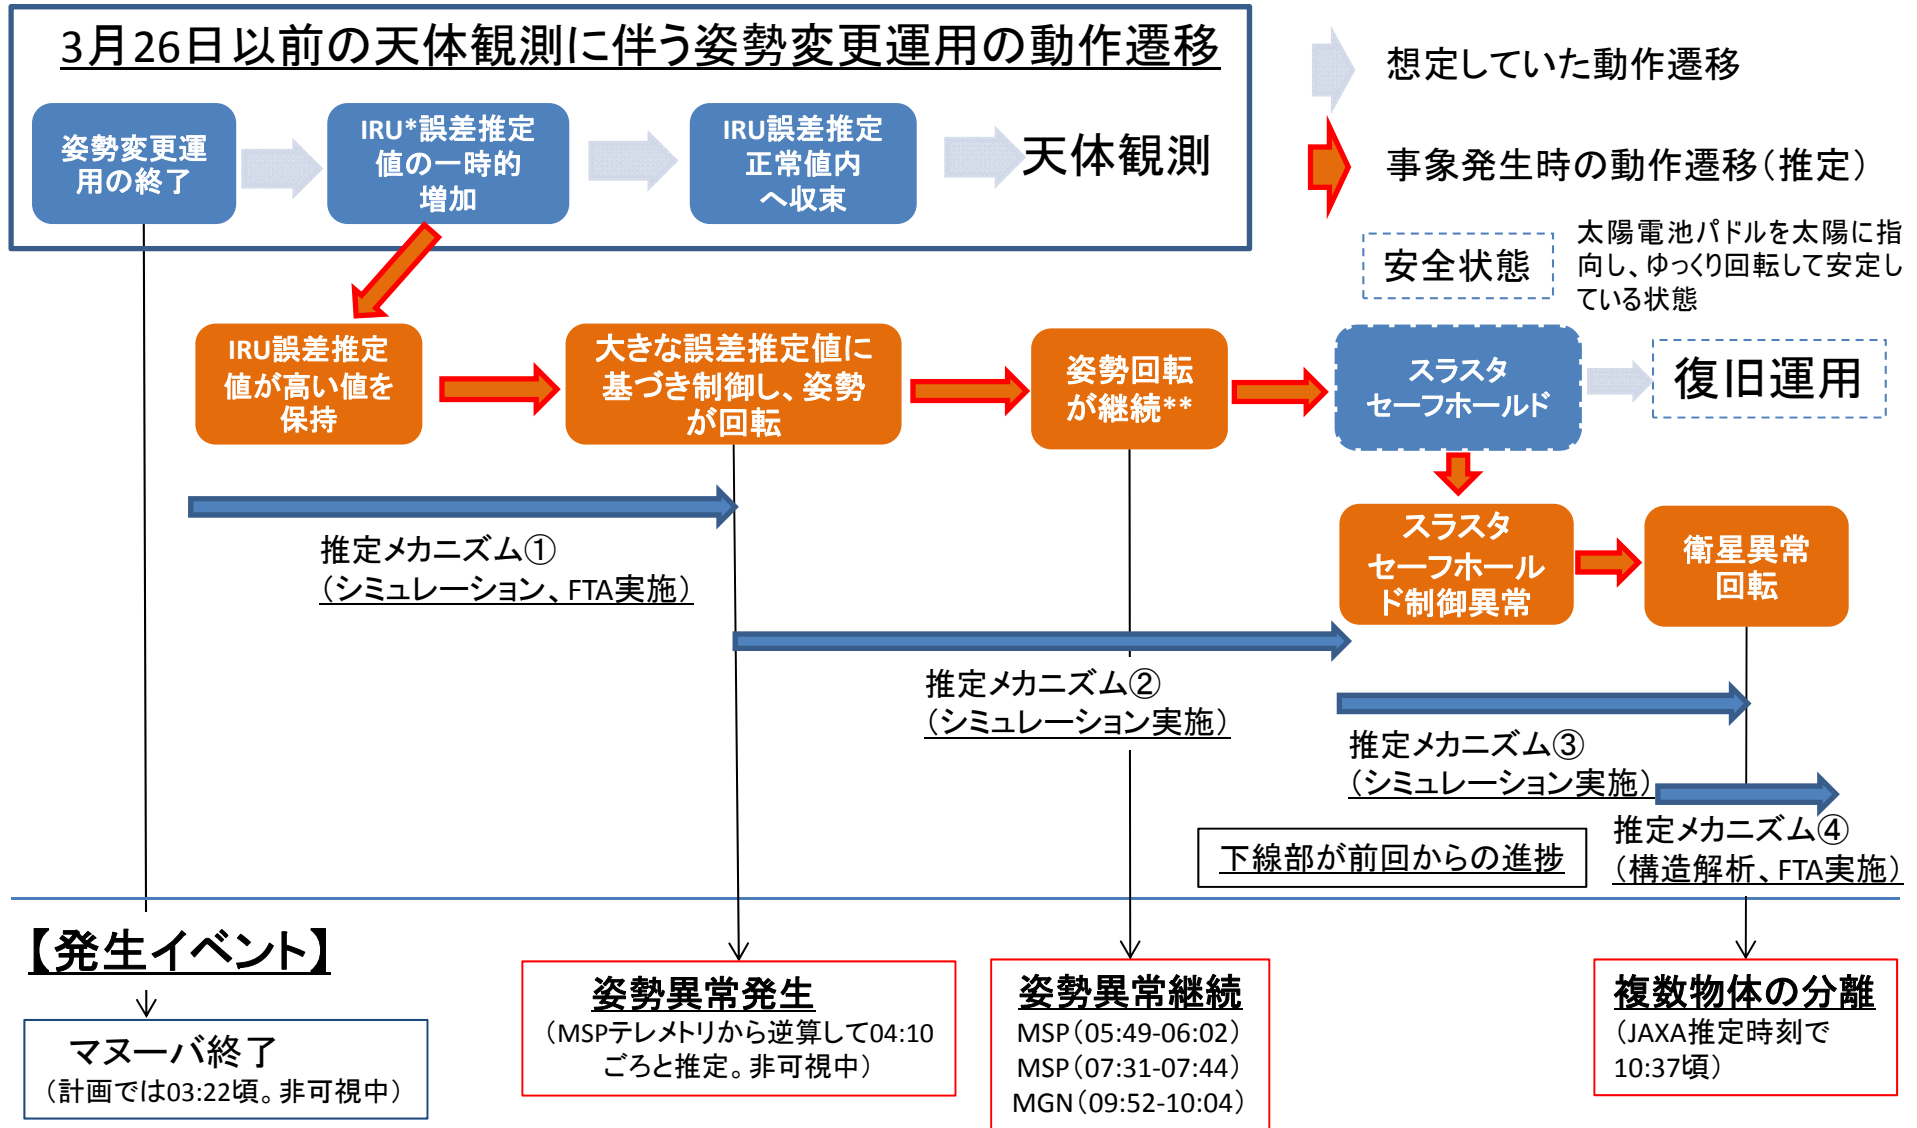 3月26日以前の天体観測に伴う姿勢変更運用の動作遷移
姿勢変更運
用の終了
IRU*誤差推定
値の一時的
増加
IRU誤差推定
正常値内
へ収束
天体観測
想定していた動作遷移
事象発生時の動作遷移(推定)
安全状態
太陽電池パドルを太陽に指
向し、ゆっくり回転して安定し
ている状態
IRU誤差推定
値が高い値を
保持
大きな誤差推定値に
基づき制御し、姿勢
が回転
姿勢回転
が継続**
スラスタ
セーフホールド
復旧運用
スラスタ
セーフホール
ド制御異常
衛星異常
回転
推定メカニズム①
(シミュレーション、FTA実施)
推定メカニズム②
(シミュレーション実施)
推定メカニズム③
(シミュレーション実施)
推定メカニズム④
(構造解析、FTA実施)
下線部が前回からの進捗
【発生イベント】
マヌーバ終了
(計画では03:22頃。非可視中)
姿勢異常発生
(MSPテレメトリから逆算して04:10
ごろと推定。非可視中)
姿勢異常継続
MSP(05:49-06:02)
MSP(07:31-07:44)
MGN(09:52-10:04)
複数物体の分離
(JAXA推定時刻で
10:37頃)